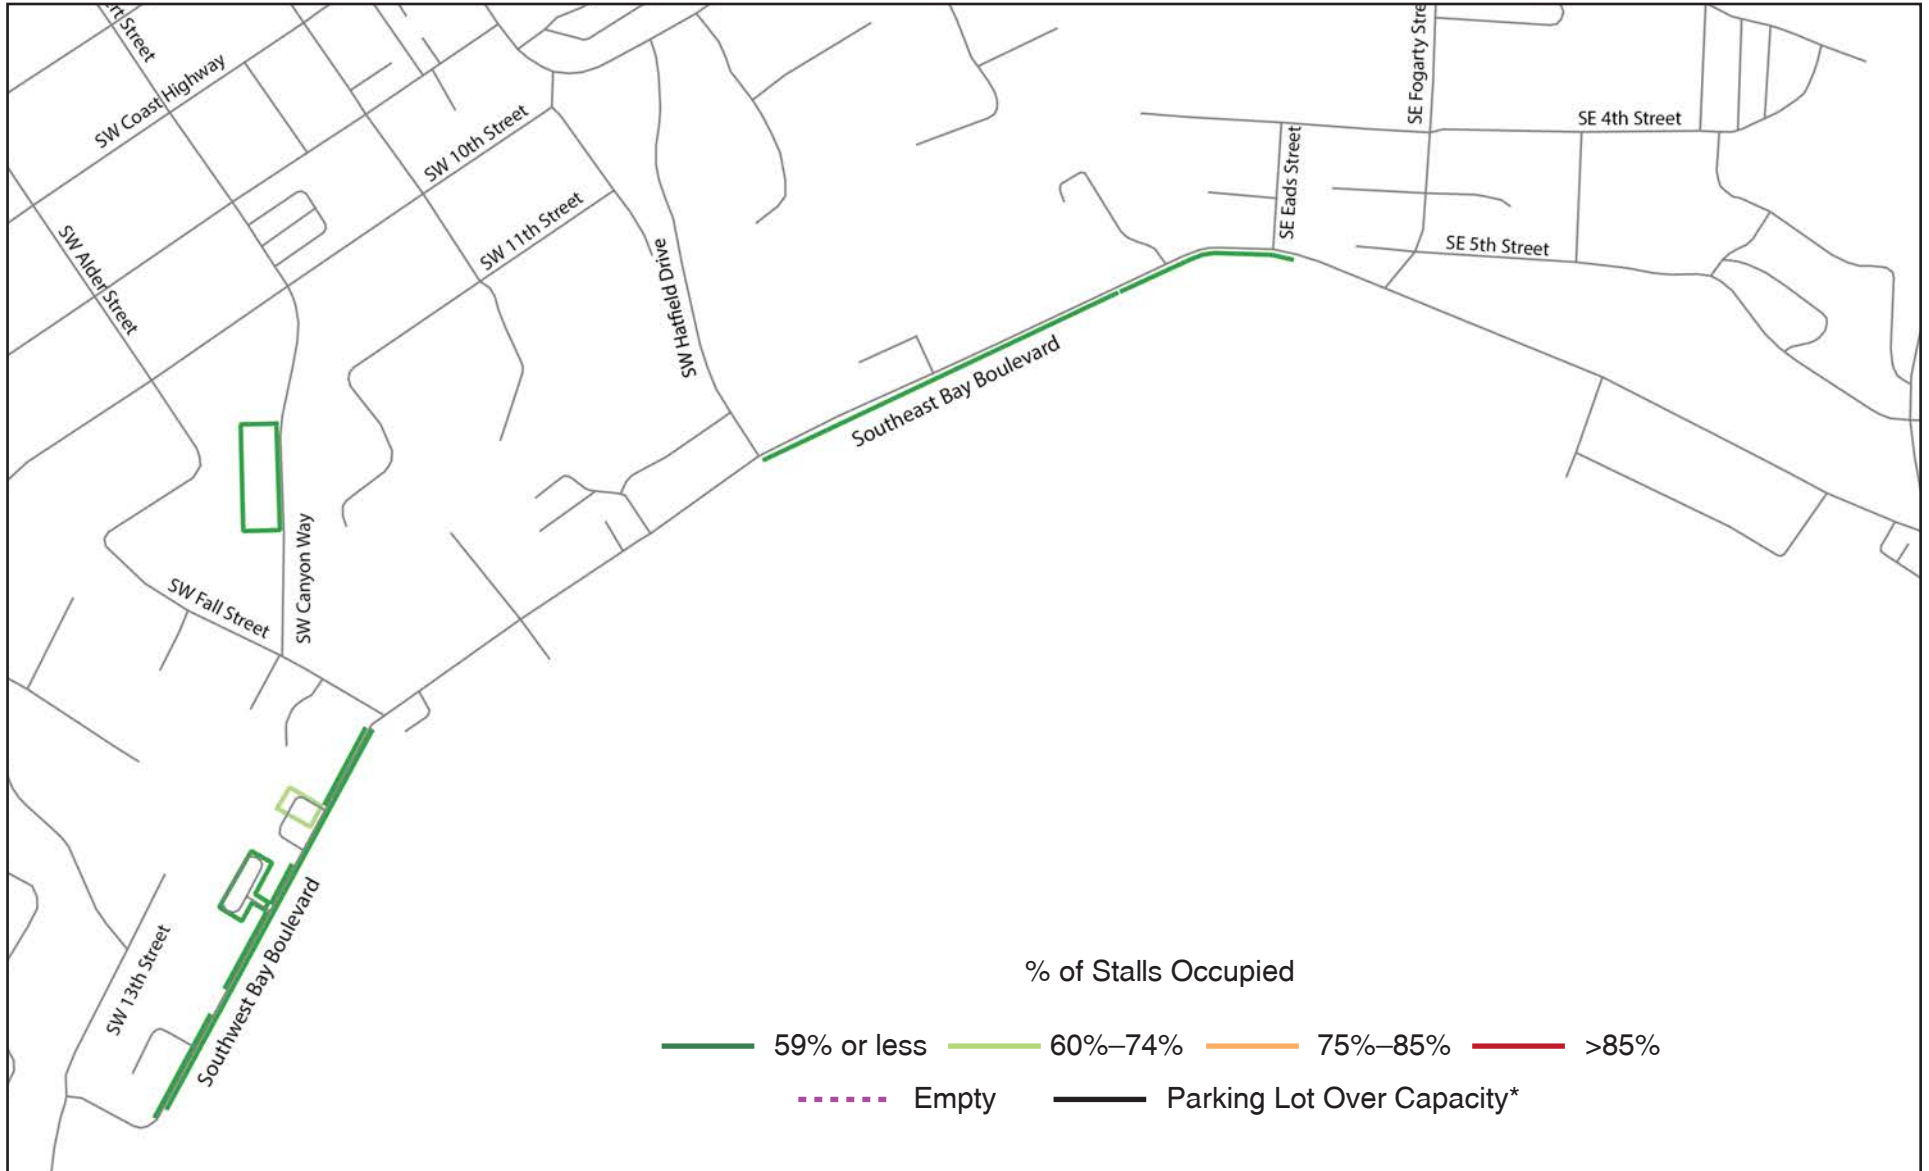 SW Coast Highway
SW 10th Street
SW 11th Street
SW Alder Street
SW Hatfield Drive
SE Eads Street
SE 4th Street
SE 5th Street
Southeast Bay Boulevard
SW Canyon Way
SW Fall Street
SW 13th Street
Southwest Bay Boulevard
SE Fogarty Stre
ert Street
% of Stalls Occupied
59% or less
60%–74%
75%–85%
>85%
Empty
Parking Lot Over Capacity*